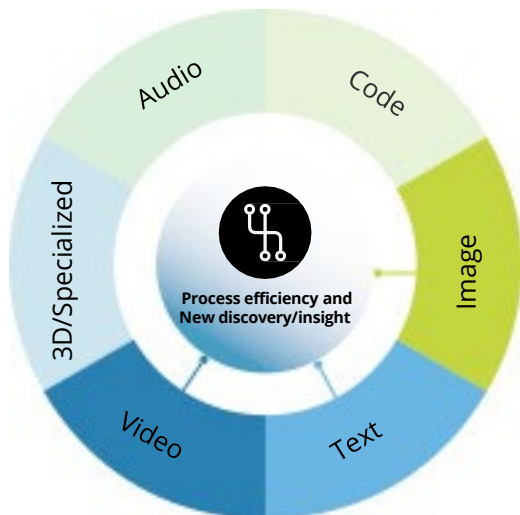 Audio
Code
3D/Specialized
Image
Process efficiency and
New discovery/insight
Video
Text